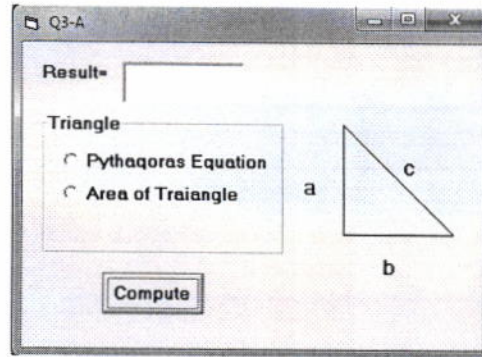 Q3-A
Result=
Triangle
Pythaqoras Equation
Area of Traiangle
a
c
b
Compute